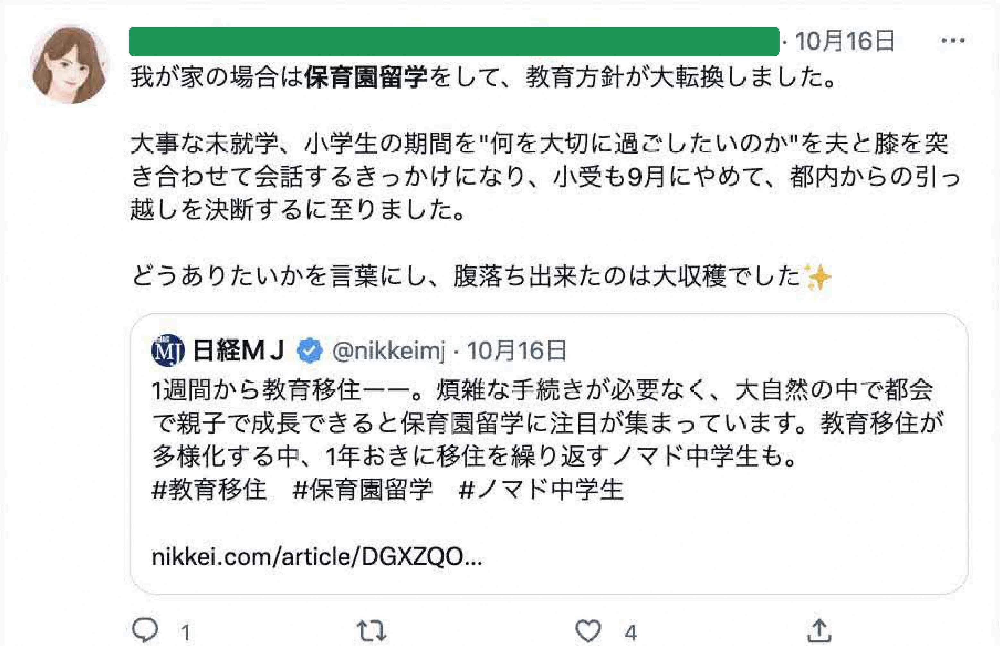 · 10月16日 …
我が家の場合は保育園留学をして、教育方針が大転換しました。
大事な未就学、小学生の期間を"何を大切に過ごしたいのか"を夫と膝を突
き合わせて会話するきっかけになり、小受も9月にやめて、都内からの引っ
越しを決断するに至りました。
どうありたいかを言葉にし、腹落ち出来たのは大収穫でした✨
日経MJ @nikkeimj · 10月16日
1週間から教育移住ーー。煩雑な手続きが必要なく、大自然の中で都会
で親子で成長できると保育園留学に注目が集まっています。教育移住が
多様化する中、1年おきに移住を繰り返すノマド中学生も。
#教育移住　#保育園留学　#ノマド中学生
nikkei.com/article/DGXZQO…
1 4